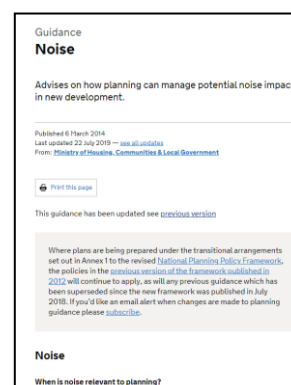 Guidance
Noise
Advises on how planning can manage potential noise impac
in new development.
Published 6 March 2014
Last updated 22 July 2019 — see all updates
From: Ministry of Housing, Communities & Local Government
Print this page
This guidance has been updated see previous version
Where plans are being prepared under the transitional arrangements
set out in Annex 1 to the revised National Planning Policy Framework,
the policies in the previous version of the framework published in
2012 will continue to apply, as will any previous guidance which has
been superseded since the new framework was published in July
2018. If you'd like an email alert when changes are made to planning
guidance please subscribe.
Noise
When is noise relevant to planning?